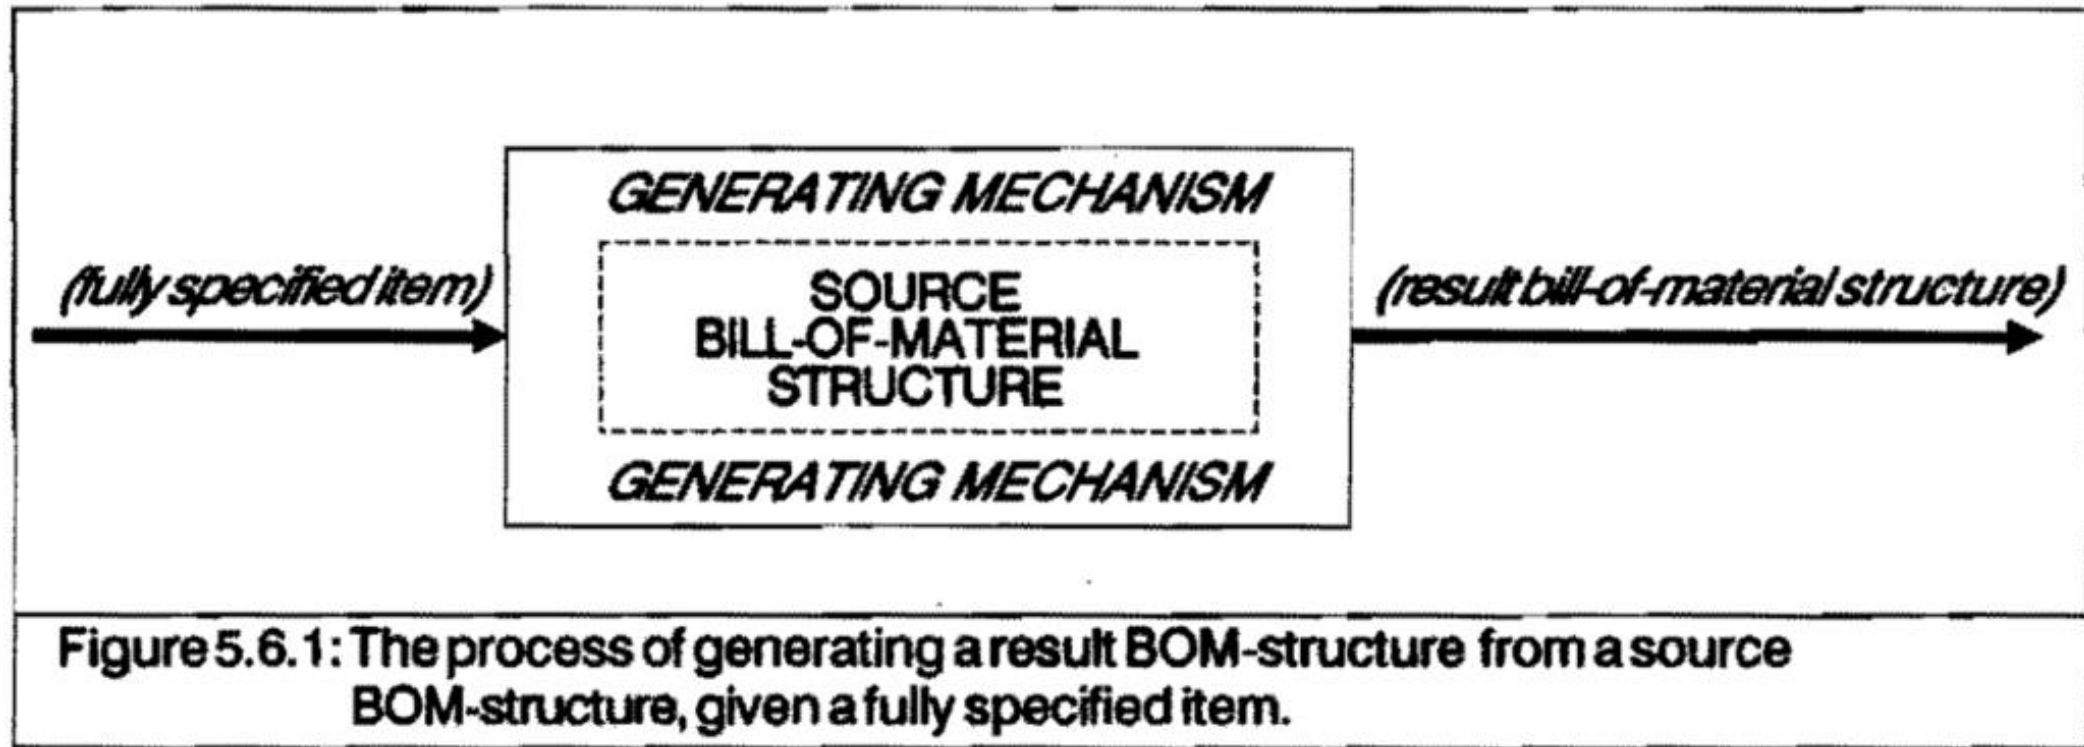 GENERATING MECHANISM
(fully specified item)
SOURCE
BILL-OF-MATERIAL
STRUCTURE
(result bill-of-material structure)
GENERATING MECHANISM
Figure 5.6.1: The process of generating a result BOM-structure from a source
BOM-structure, given a fully specified item.